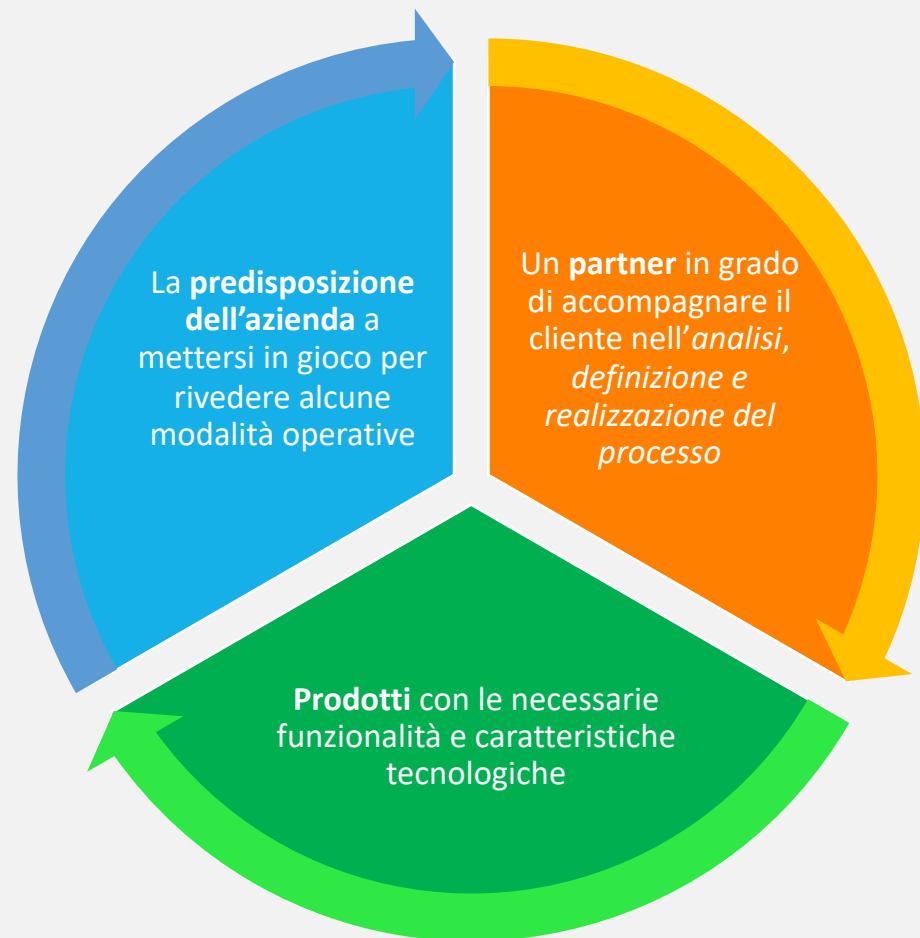 La predisposizione
dell’azienda a
mettersi in gioco per
rivedere alcune
modalità operative
Un partner in grado
di accompagnare il
cliente nell’analisi,
definizione e
realizzazione del
processo
Prodotti con le necessarie
funzionalità e caratteristiche
tecnologiche